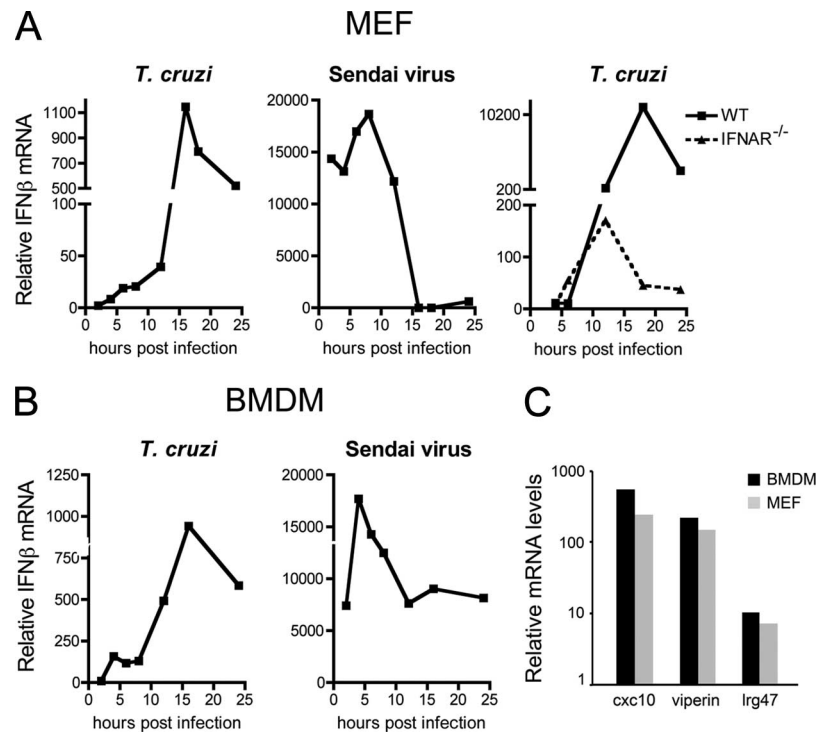 A
MEF
T. cruzi
Sendai virus
T. cruzi
Relative IFNβ mRNA
1100
900
700
500
100
50
0
0 5 10 15 20 25
hours post infection
20000
15000
10000
5000
0
0 5 10 15 20 25
hours post infection
10200
200
200
100
0
0 5 10 15 20 25
hours post infection
WT
IFNAR-/-
B
BMDM
T. cruzi
Sendai virus
Relative IFNβ mRNA
1250
1000
750
500
250
0
0 5 10 15 20 25
hours post infection
20000
15000
10000
5000
0
0 5 10 15 20 25
hours post infection
C
Relative mRNA levels
1000
100
10
1
BMDM
MEF
cxc10 viperin lrg47